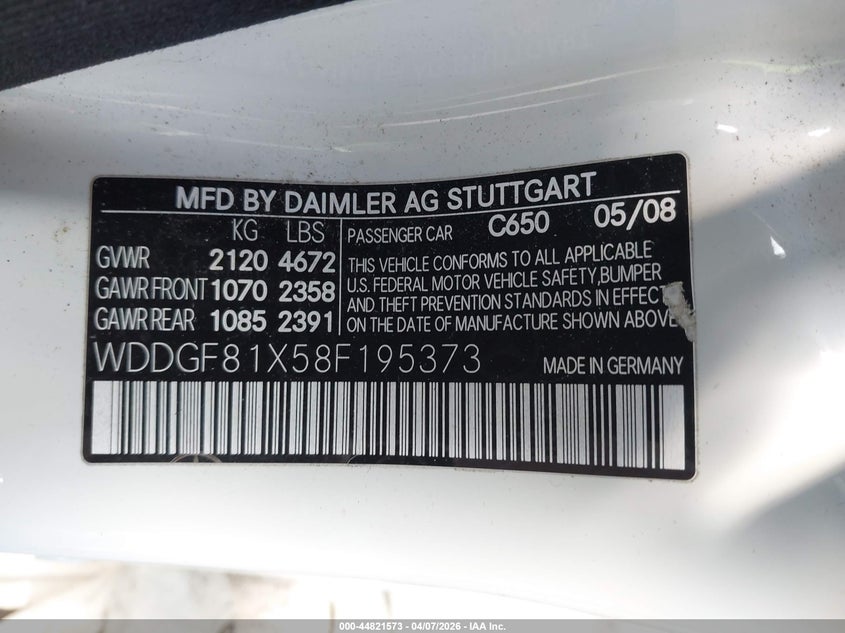 MFD BY DAIMLER AG STUTTGART
KG LBS PASSENGER CAR C650 05/08
GVWR 2120 4672
GAWR FRONT 1070 2358
GAWR REAR 1085 2391
THIS VEHICLE CONFORMS TO ALL APPLICABLE
U.S. FEDERAL MOTOR VEHICLE SAFETY,BUMPER
AND THEFT PREVENTION STANDARDS IN EFFECT
ON THE DATE OF MANUFACTURE SHOWN ABOVE
WDDGF81X58F195373 MADE IN GERMANY
000-44821573 - 04/07/2026 - IAA Inc.